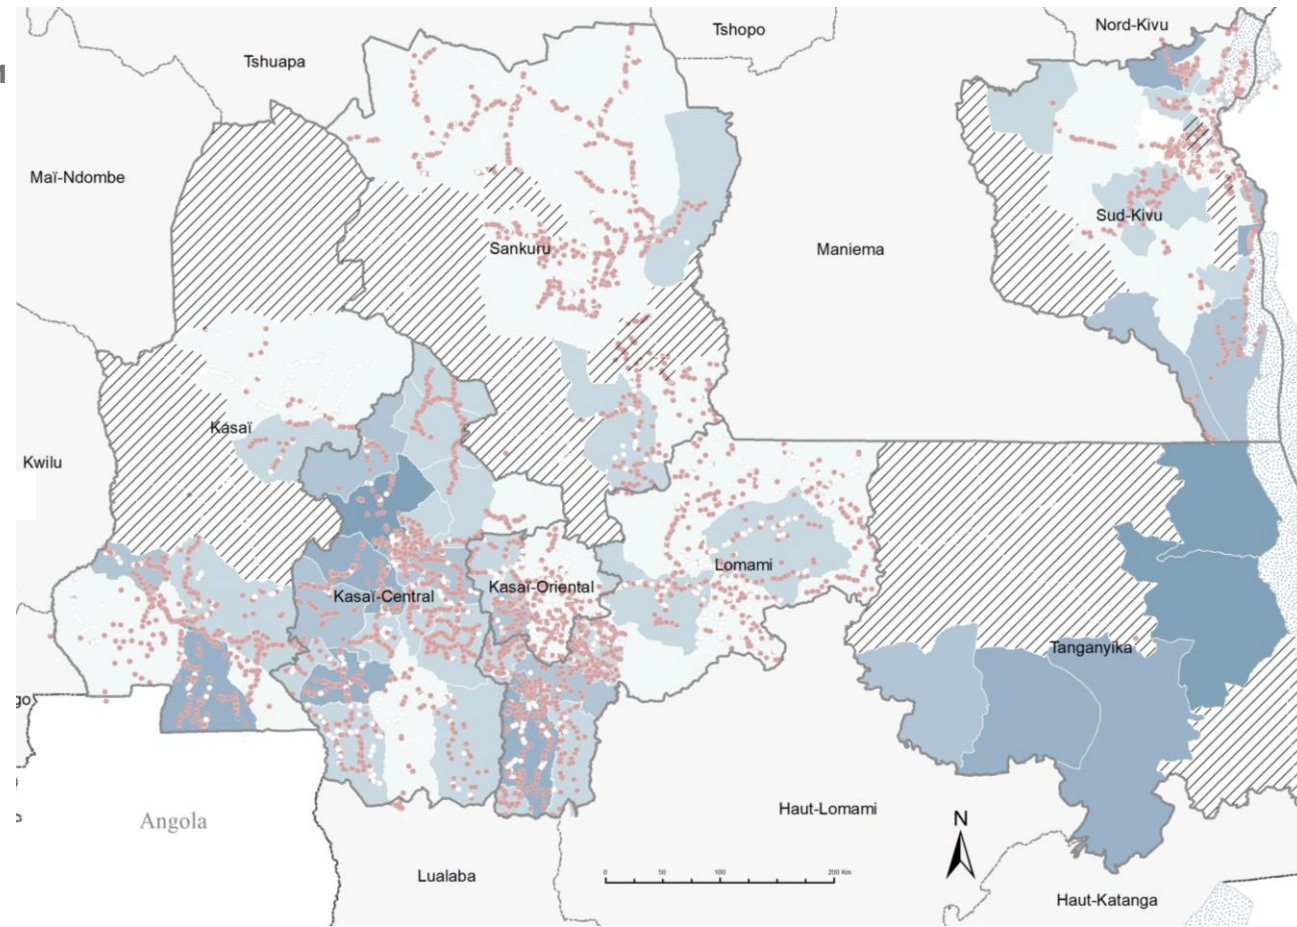 Nord-Kivu
Tshopo
Tshuapa
Maï-Ndombe
Sud-Kivu
Sankuru
Maniema
Kasaï
Kwilu
Lomami
Kasaï-Oriental
Kasaï-Central
Tanganyika
go
Haut-Lomami
Angola
N
Lualaba
0 50 100 200 Km
Haut-Katanga